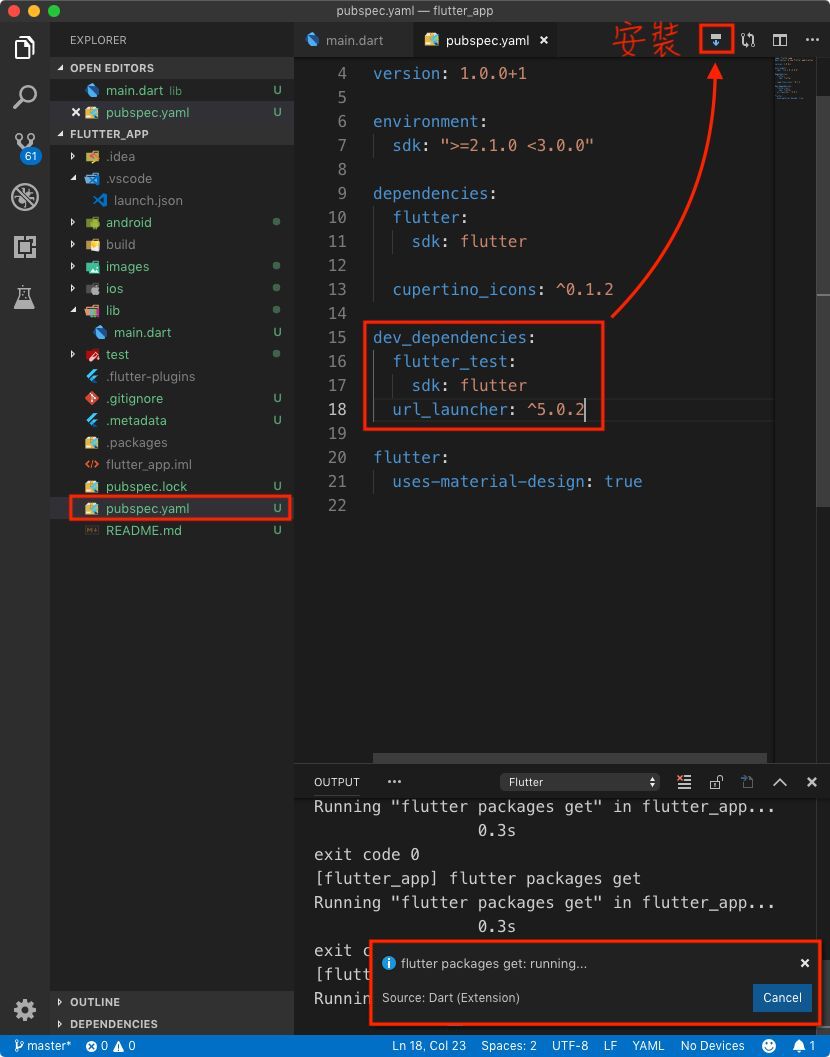 pubspec.yaml — flutter_app
EXPLORER
OPEN EDITORS
main.dart lib U
pubspec.yaml U
FLUTTER_APP
61
.idea
.vscode
launch.json
android
build
images
ios
lib
main.dart U
test
.flutter-plugins
.gitignore U
.metadata U
.packages
flutter_app.iml
pubspec.lock U
pubspec.yaml U
README.md U
OUTLINE
DEPENDENCIES
main.dart
pubspec.yaml
安裝
4 version: 1.0.0+1
5
6 environment:
7 sdk: ">=2.1.0 <3.0.0"
8
9 dependencies:
10 flutter:
11 sdk: flutter
12
13 cupertino_icons: ^0.1.2
14
15 dev_dependencies:
16 flutter_test:
17 sdk: flutter
18 url_launcher: ^5.0.2
19
20 flutter:
21 uses-material-design: true
22
OUTPUT
Flutter
Running "flutter packages get" in flutter_app...
0.3s
exit code 0
[flutter_app] flutter packages get
Running "flutter packages get" in flutter_app...
0.3s
exit c
[flutt
Runnin
flutter packages get: running...
Source: Dart (Extension)
Cancel
master* 0 0 Ln 18, Col 23 Spaces: 2 UTF-8 LF YAML No Devices 1